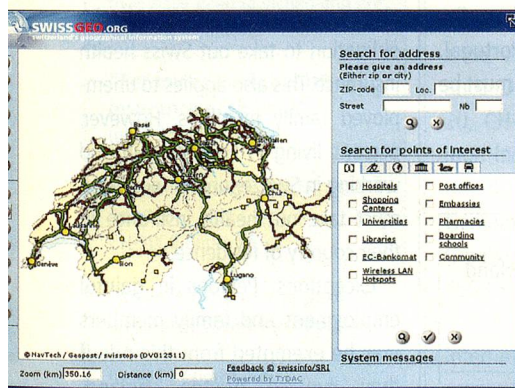 SWISSGEO.ORG
switzerland's geographical information system
Search for address
Please give an address
(Either zip or city)
ZIP-code Loc.
Street Nb
Search for points of interest
Hospitals Post offices
Shopping Centers Embassies
Universities Pharmacies
Libraries Boarding schools
EC-Bankomat Community
Wireless LAN Hotspots
System messages
Basel
Lausanne
Genève
Sion
Lugano
© NavTech / Geopost / swisstopo (DV012511)
Zoom (km) 350.16 Distance (km) 0
Feedback © swissinfo/SRI
Powered by TYDAC